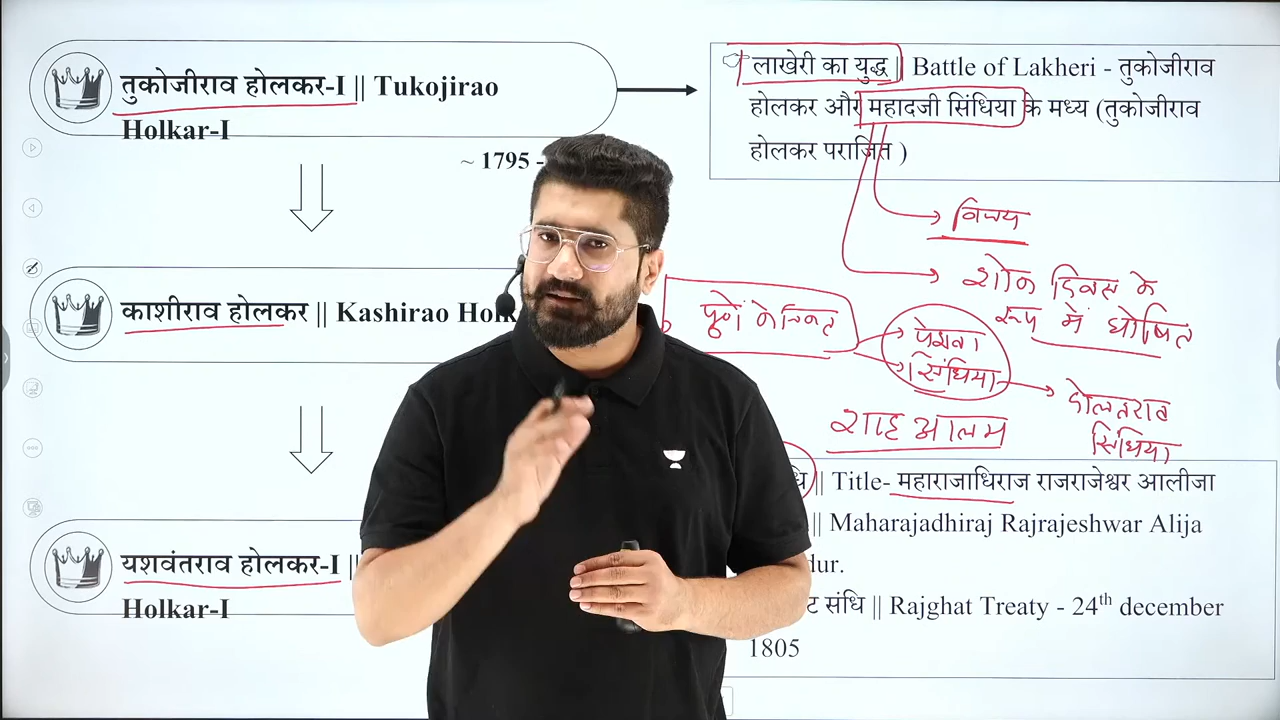 तुकोजीराव होलकर-I || Tukojirao
Holkar-I
~ 1795 -
लाखेरी का युद्ध || Battle of Lakheri - तुकोजीराव
होलकर और महादजी सिंधिया के मध्य (तुकोजीराव
होलकर पराजित )
विजय
शोक दिवस के
रूप में घोषित
काशीराव होलकर || Kashirao
पूणे के निकट
पेशवा
सिंधिया
दौलतराव
सिंधिया
शाह आलम
यशवंतराव होलकर-I ||
Holkar-I
|| Title- महाराजाधिराज राजराजेश्वर आलीजा
|| Maharajadhiraj Rajrajeshwar Alija
संधि || Rajghat Treaty - 24th december
1805